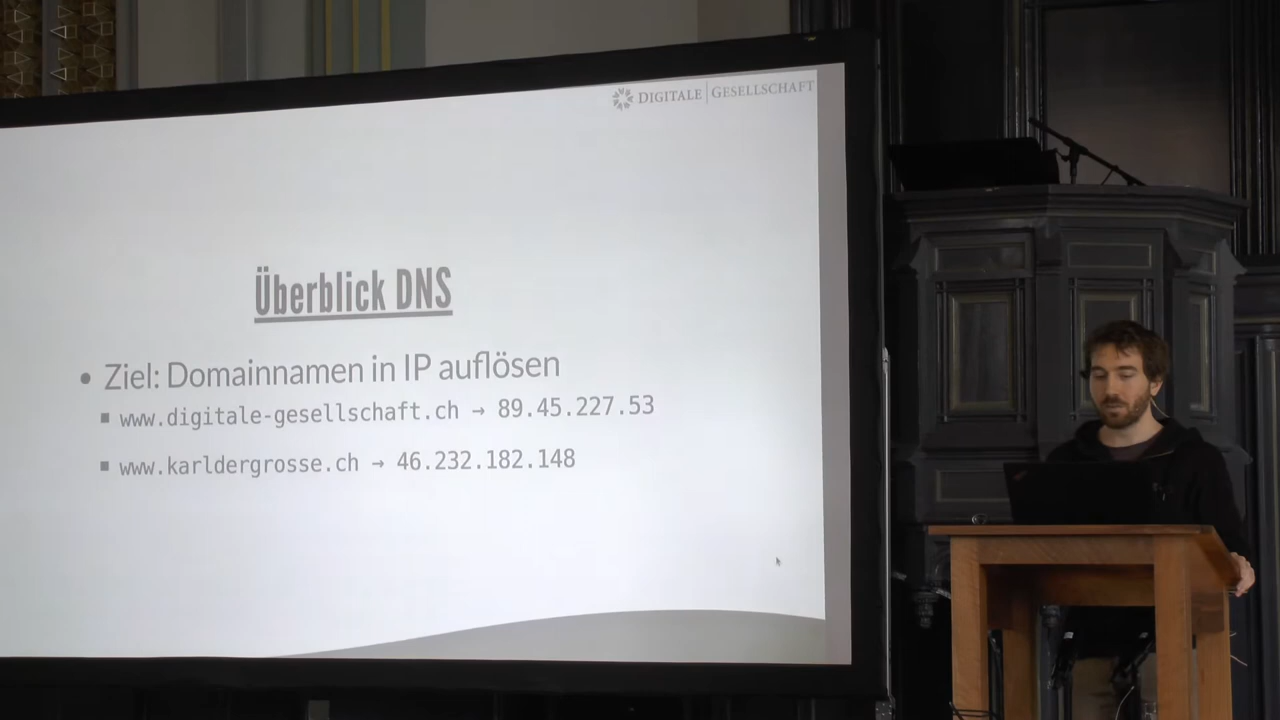 DIGITALE | GESELLSCHAFT
Überblick DNS
• Ziel: Domainnamen in IP auflösen
▪ www.digitale-gesellschaft.ch → 89.45.227.53
▪ www.karldergrosse.ch → 46.232.182.148